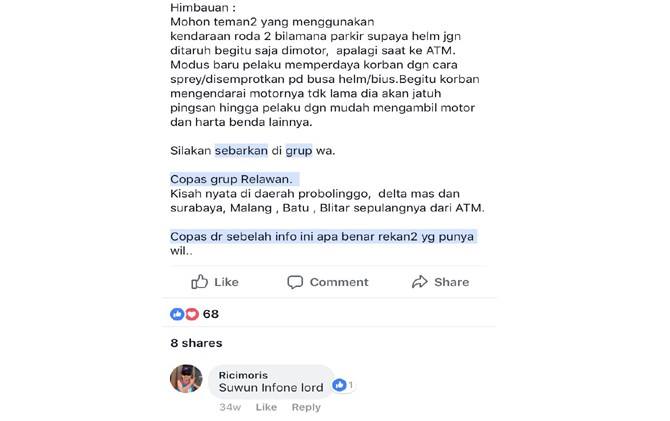 Himbauan :
Mohon teman2 yang menggunakan
kendaraan roda 2 bilamana parkir supaya helm jgn
ditaruh begitu saja dimotor, apalagi saat ke ATM.
Modus baru pelaku memperdaya korban dgn cara
sprey/disemprotkan pd busa helm/bius.Begitu korban
mengendarai motornya tdk lama dia akan jatuh
pingsan hingga pelaku dgn mudah mengambil motor
dan harta benda lainnya.
Silakan sebarkan di grup wa.
Copas grup Relawan.
Kisah nyata di daerah probolinggo, delta mas dan
surabaya, Malang , Batu , Blitar sepulangnya dari ATM.
Copas dr sebelah info ini apa benar rekan2 yg punya
wil..
Like Comment Share
68
8 shares
Ricimoris
Suwun Infone lord
1
34w Like Reply